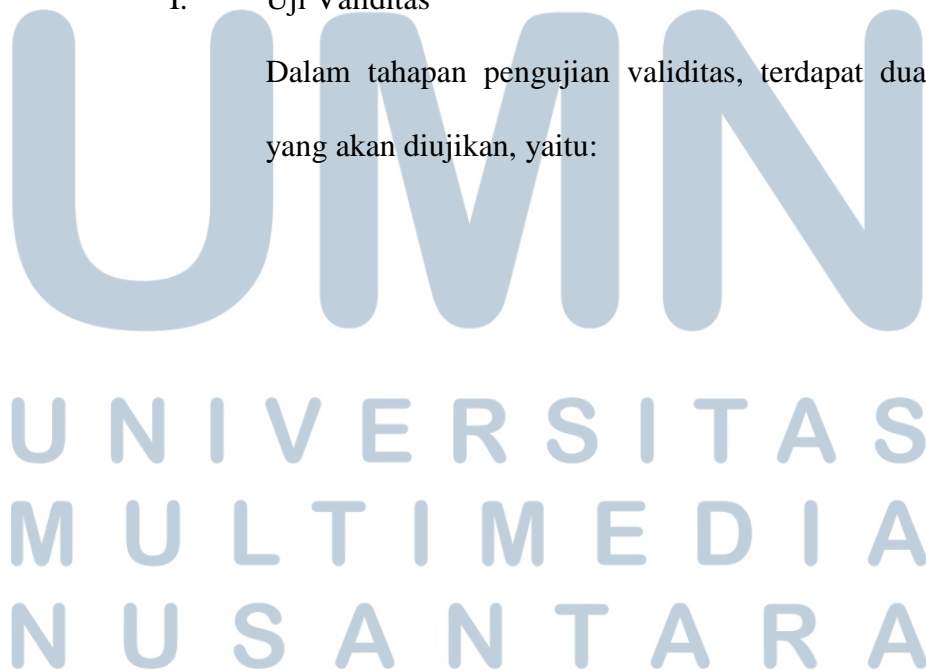 I. Uji Validitas
Dalam tahapan pengujian validitas, terdapat dua
yang akan diujikan, yaitu:
UMN
UNIVERSITAS
MULTIMEDIA
NUSANTARA